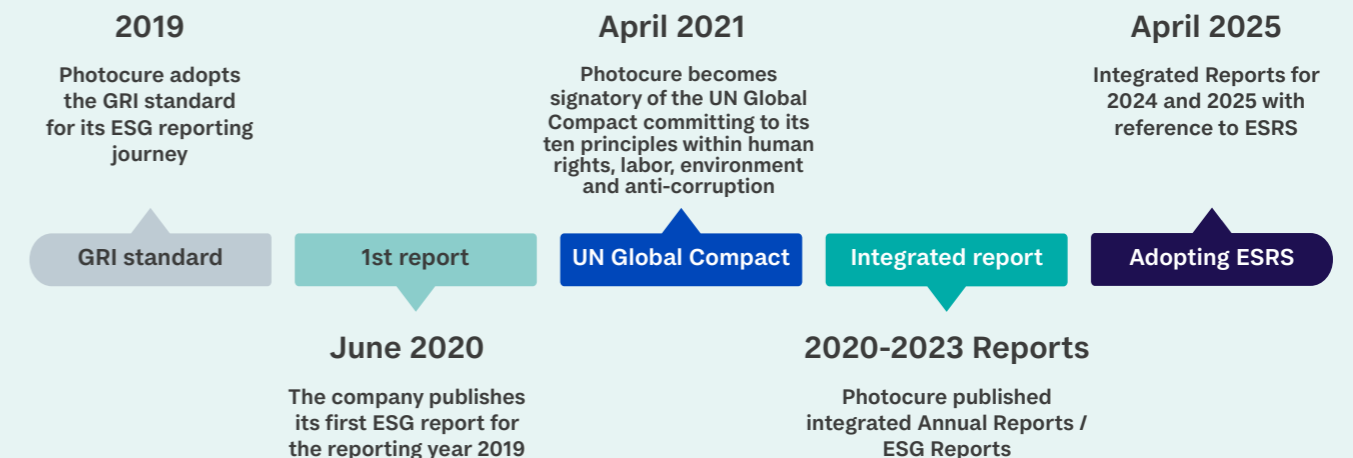 2019
Photocure adopts
the GRI standard
for its ESG reporting
journey
GRI standard
1st report
June 2020
The company publishes
its first ESG report for
the reporting year 2019
April 2021
Photocure becomes
signatory of the UN Global
Compact committing to its
ten principles within human
rights, labor, environment
and anti-corruption
UN Global Compact
Integrated report
2020-2023 Reports
Photocure published
integrated Annual Reports /
ESG Reports
April 2025
Integrated Reports for
2024 and 2025 with
reference to ESRS
Adopting ESRS